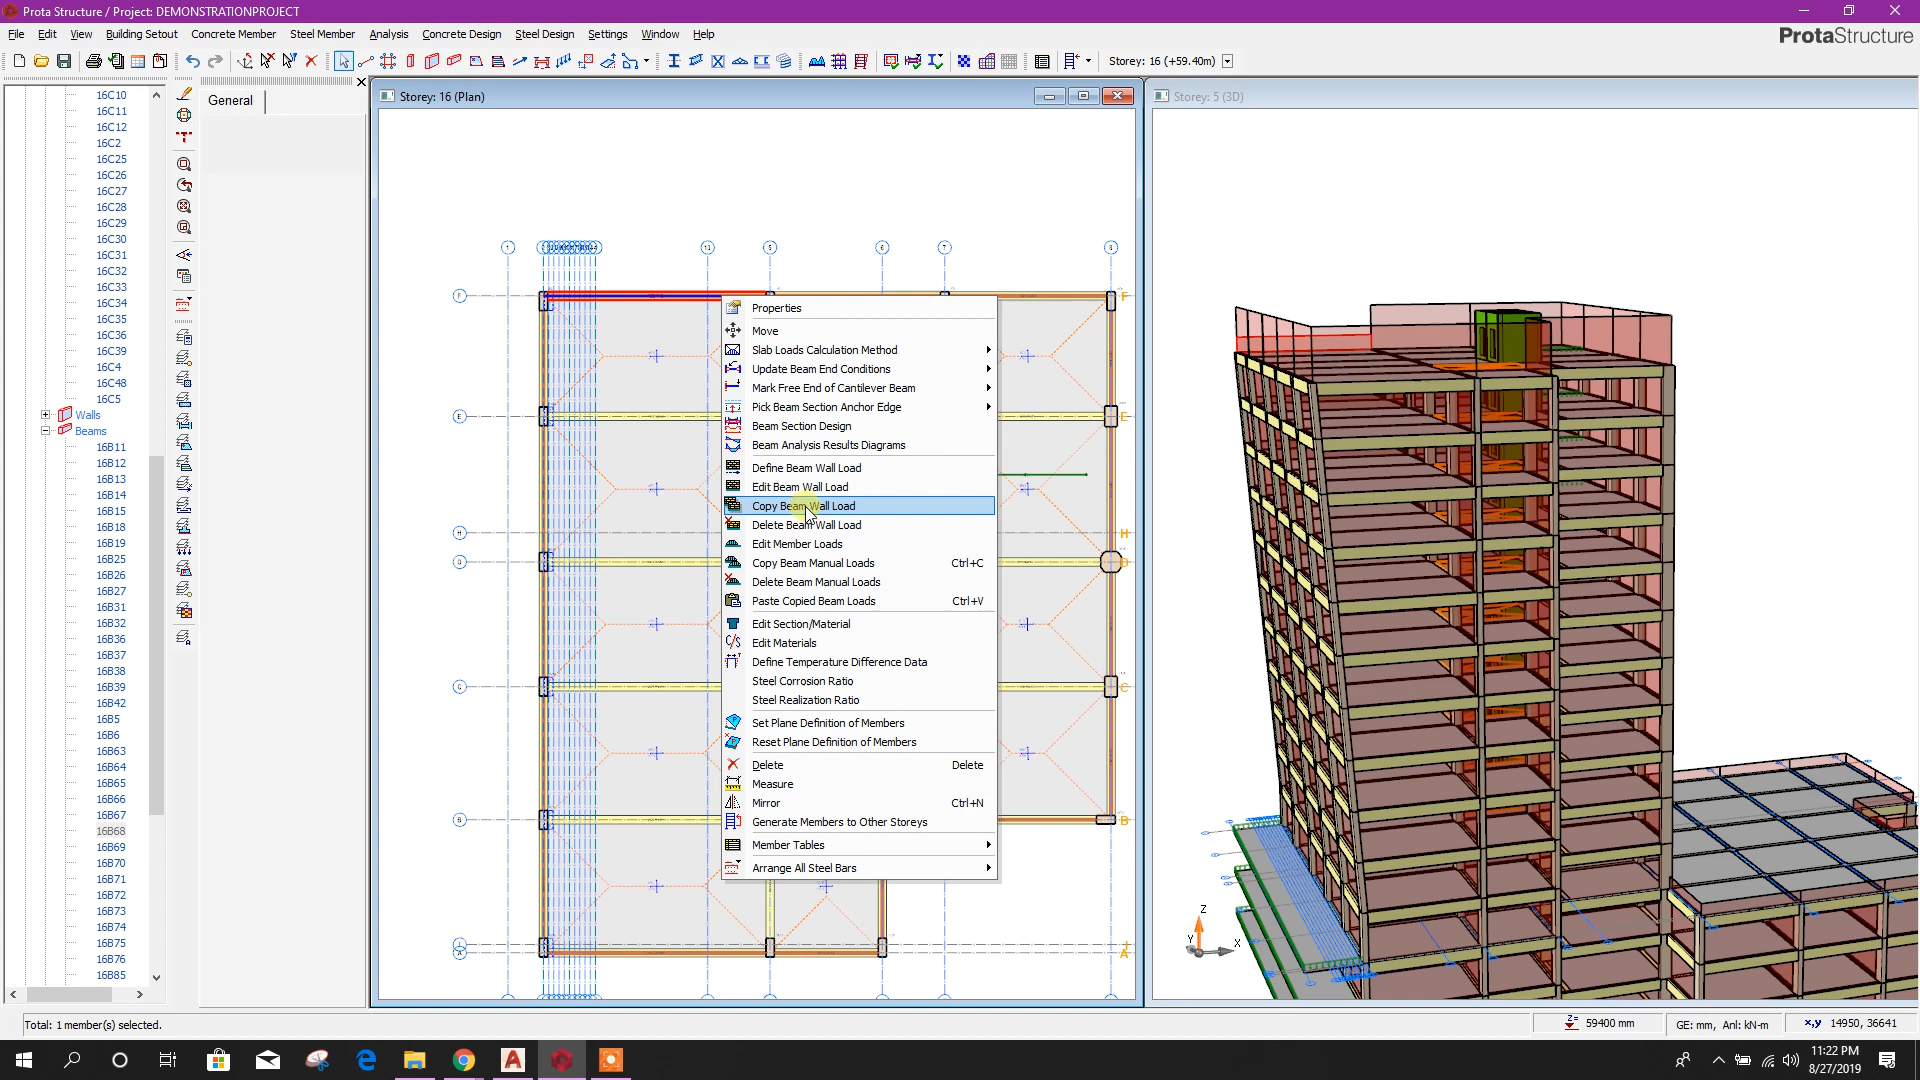 Prota Structure / Project: DEMONSTRATIONPROJECT
File Edit View Building Setout Concrete Member Steel Member Analysis Concrete Design Steel Design Settings Window Help
ProtaStructure
Storey: 16 (+59.40m)
General
Storey: 16 (Plan)
Storey: 5 (3D)
16C10
16C11
16C12
16C2
16C25
16C26
16C27
16C28
16C29
16C30
16C31
16C32
16C33
16C34
16C35
16C36
16C39
16C4
16C48
16C5
Walls
Beams
16B11
16B12
16B13
16B14
16B15
16B18
16B19
16B25
16B26
16B27
16B31
16B32
16B36
16B37
16B38
16B39
16B42
16B5
16B6
16B63
16B64
16B65
16B66
16B67
16B68
16B69
16B70
16B71
16B72
16B73
16B74
16B75
16B76
16B85
Properties
Move
Slab Loads Calculation Method
Update Beam End Conditions
Mark Free End of Cantilever Beam
Pick Beam Section Anchor Edge
Beam Section Design
Beam Analysis Results Diagrams
Define Beam Wall Load
Edit Beam Wall Load
Copy Beam Wall Load
Delete Beam Wall Load
Edit Member Loads
Copy Beam Manual Loads Ctrl+C
Delete Beam Manual Loads
Paste Copied Beam Loads Ctrl+V
Edit Section/Material
Edit Materials
Define Temperature Difference Data
Steel Corrosion Ratio
Steel Realization Ratio
Set Plane Definition of Members
Reset Plane Definition of Members
Delete Delete
Measure
Mirror Ctrl+N
Generate Members to Other Storeys
Member Tables
Arrange All Steel Bars
F
E
H
D
C
B
A
Z
Y
X
Total: 1 member(s) selected.
Z= 59400 mm
GE: mm, Anl: kN-m
x,y 14950, 36641
11:22 PM
8/27/2019